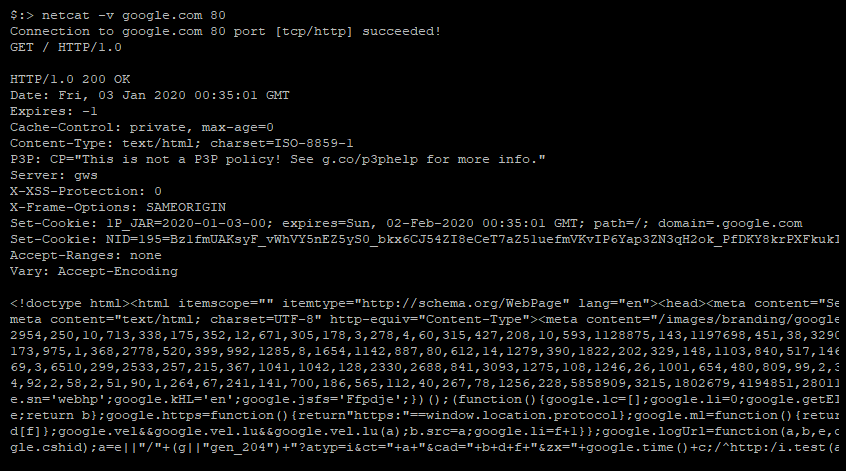 $:> netcat -v google.com 80
Connection to google.com 80 port [tcp/http] succeeded!
GET / HTTP/1.0
HTTP/1.0 200 OK
Date: Fri, 03 Jan 2020 00:35:01 GMT
Expires: -1
Cache-Control: private, max-age=0
Content-Type: text/html; charset=ISO-8859-1
P3P: CP="This is not a P3P policy! See g.co/p3phelp for more info."
Server: gws
X-XSS-Protection: 0
X-Frame-Options: SAMEORIGIN
Set-Cookie: 1P_JAR=2020-01-03-00; expires=Sun, 02-Feb-2020 00:35:01 GMT; path=/; domain=.google.com
Set-Cookie:
Accept-Ranges: none
Vary: Accept-Encoding
<!doctype html><html itemscope="" itemtype="http://schema.org/WebPage" lang="en"><head><meta content="Se
meta content="text/html; charset=UTF-8" http-equiv="Content-Type"><meta content="/images/branding/google
2954,250,10,713,338,175,352,12,671,305,178,3,278,4,60,315,427,208,10,593,1128875,143,1197698,451,38,3290
173,975,1,368,2778,520,399,992,1285,8,1654,1142,887,80,612,14,1279,390,1822,202,329,148,1103,840,517,146
69,3,6510,299,2533,257,215,367,1041,1042,128,2330,2688,841,3093,1275,108,1246,26,1001,654,480,809,99,2,3
4,92,2,58,2,51,90,1,264,67,241,141,700,186,565,112,40,267,78,1256,228,5858909,3215,1802679,4194851,28011
e.sn='webhp';google.kHL='en';google.jsfs='Ffpdje';})();(function(){google.lc=[];google.li=0;google.getEI
e;return b};google.https=function(){return"https:"==window.location.protocol};google.ml=function(){retur
d[f]};google.vel&&google.vel.lu&&google.vel.lu(a);b.src=a;google.li=f+1}};google.logUrl=function(a,b,e,c
gle.cshid);a=e||"/"+(g||"gen_204")+"?atyp=i&ct="+a+"&cad="+b+d+f+"&zx="+google.time()+c;/^http:/i.test(a